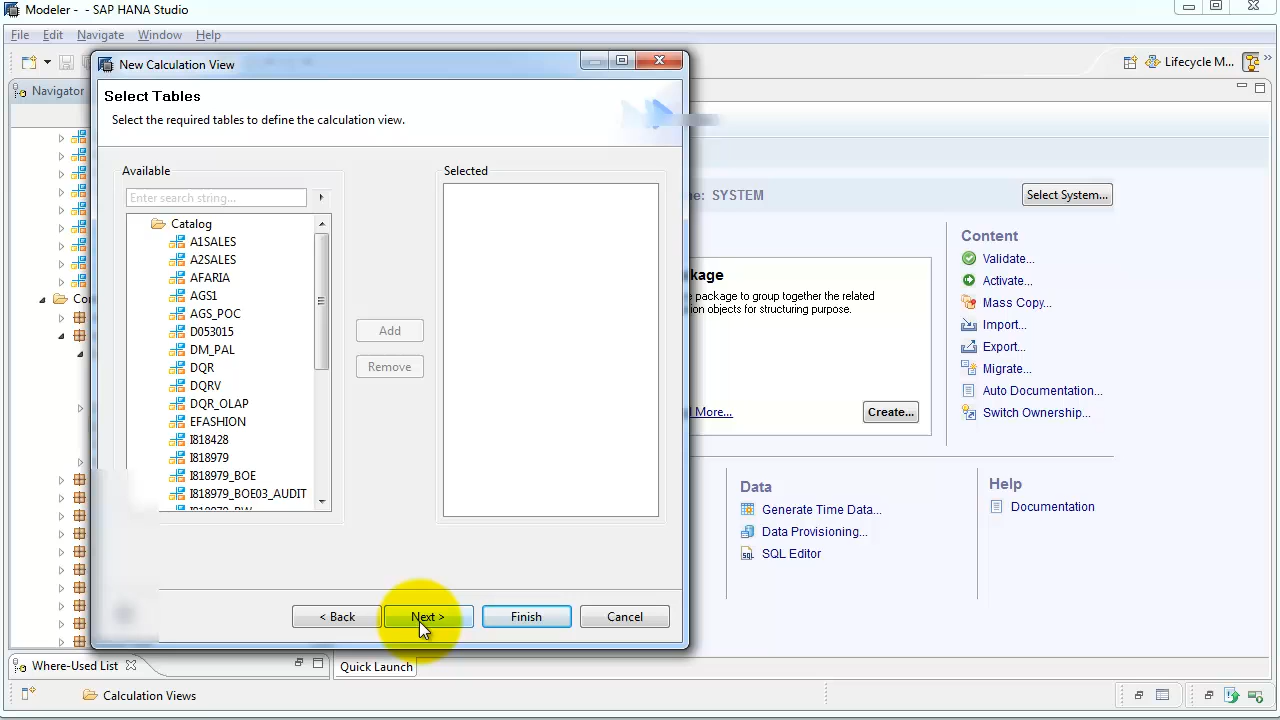 Modeler - - SAP HANA Studio
File Edit Navigate Window Help
Lifecycle M...
Navigator
New Calculation View
Select Tables
Select the required tables to define the calculation view.
Available
Selected
Enter search string...
Catalog
A1SALES
A2SALES
AFARIA
AGS1
AGS_POC
D053015
DM_PAL
DQR
DQRV
DQR_OLAP
EFASHION
I818428
I818979
I818979_BOE
I818979_BOE03_AUDIT
Add
Remove
< Back
Next >
Finish
Cancel
Co
ne: SYSTEM
Select System...
kage
e package to group together the related
ion objects for structuring purpose.
More...
Create...
Content
Validate...
Activate...
Mass Copy...
Import...
Export...
Migrate...
Auto Documentation...
Switch Ownership...
Data
Generate Time Data...
Data Provisioning...
SQL Editor
Help
Documentation
Where-Used List
Quick Launch
Calculation Views